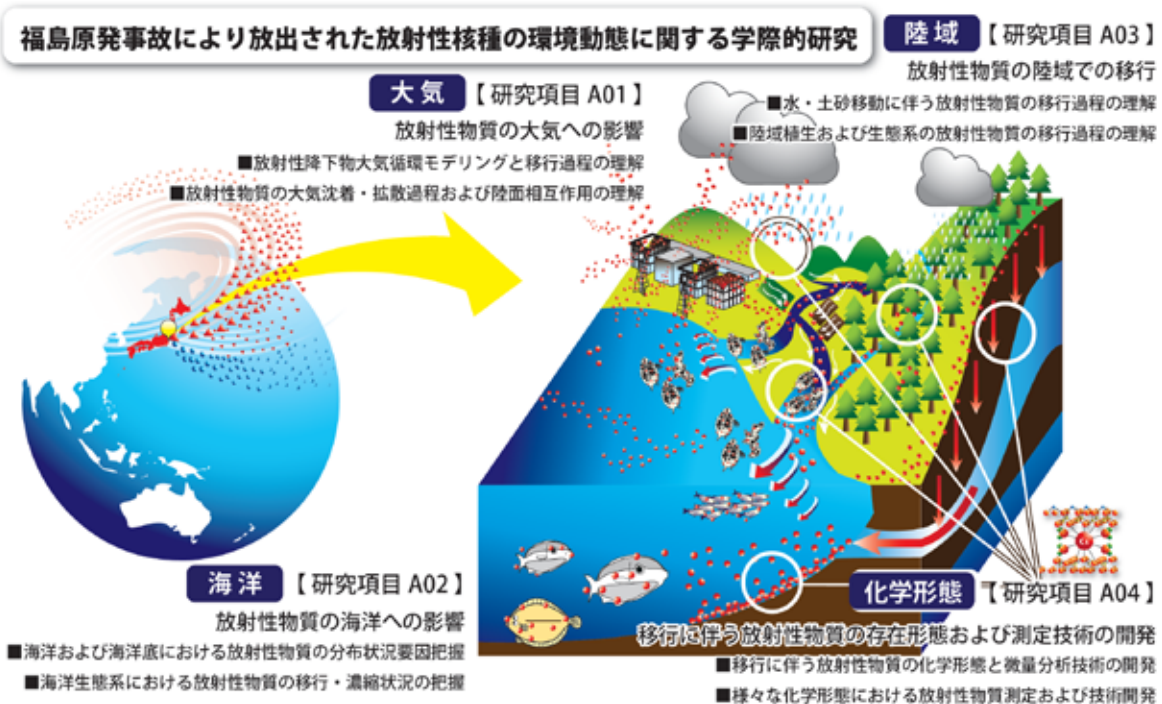 福島原発事故により放出された放射性核種の環境動態に関する学際的研究
大気【研究項目 A01】
放射性物質の大気への影響
■放射性降下物大気循環モデリングと移行過程の理解
■放射性物質の大気沈着・拡散過程および陸面相互作用の理解
陸域【研究項目 A03】
放射性物質の陸域での移行
■水・土砂移動に伴う放射性物質の移行過程の理解
■陸域植生および生態系の放射性物質の移行過程の理解
海洋【研究項目 A02】
放射性物質の海洋への影響
■海洋および海洋底における放射性物質の分布状況要因把握
■海洋生態系における放射性物質の移行・濃縮状況の把握
Cs
化学形態【研究項目 A04】
移行に伴う放射性物質の存在形態および測定技術の開発
■移行に伴う放射性物質の化学形態と微量分析技術の開発
■様々な化学形態における放射性物質測定および技術開発